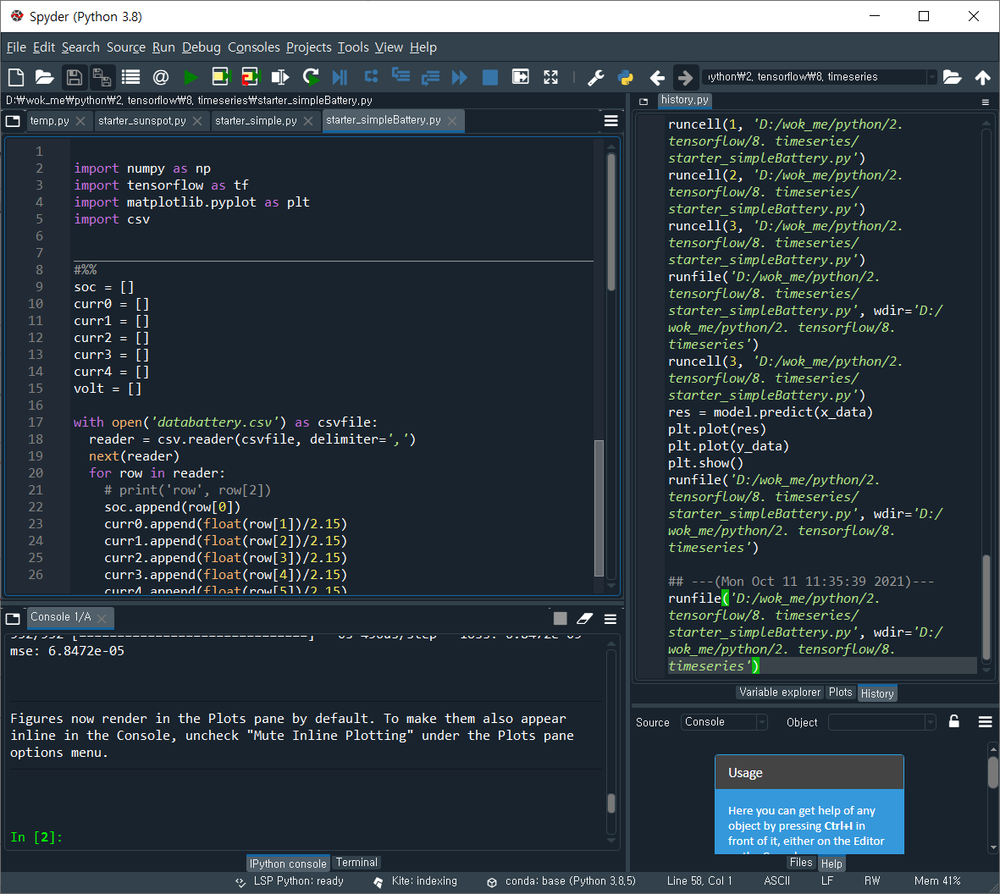 Spyder (Python 3.8)
File Edit Search Source Run Debug Consoles Projects Tools View Help
ython₩2, tensorflow₩8, timeseries
D:₩wok_me₩python₩2, tensorflow₩8, timeseries₩starter_simpleBattery,py
temp,py starter_sunspot,py starter_simple,py starter_simpleBattery,py
1
2 import numpy as np
3 import tensorflow as tf
4 import matplotlib.pyplot as plt
5 import csv
6
7
8 #%%
9 soc = []
10 curr0 = []
11 curr1 = []
12 curr2 = []
13 curr3 = []
14 curr4 = []
15 volt = []
16
17 with open('databattery.csv') as csvfile:
18 reader = csv.reader(csvfile, delimiter=',')
19 next(reader)
20 for row in reader:
21 # print('row', row[2])
22 soc.append(row[0])
23 curr0.append(float(row[1])/2.15)
24 curr1.append(float(row[2])/2.15)
25 curr2.append(float(row[3])/2.15)
26 curr3.append(float(row[4])/2.15)
curr4.append(float(row[5])/2.15)
Console 1/A
mse: 6.8472e-05
Figures now render in the Plots pane by default. To make them also appear
inline in the Console, uncheck "Mute Inline Plotting" under the Plots pane
options menu.
In [2]:
IPython console Terminal
history,py
runcell(1, 'D:/wok_me/python/2.
tensorflow/8. timeseries/
starter_simpleBattery.py')
runcell(2, 'D:/wok_me/python/2.
tensorflow/8. timeseries/
starter_simpleBattery.py')
runcell(3, 'D:/wok_me/python/2.
tensorflow/8. timeseries/
starter_simpleBattery.py')
runfile('D:/wok_me/python/2.
tensorflow/8. timeseries/
starter_simpleBattery.py', wdir='D:/
wok_me/python/2. tensorflow/8.
timeseries')
runcell(3, 'D:/wok_me/python/2.
tensorflow/8. timeseries/
starter_simpleBattery.py')
res = model.predict(x_data)
plt.plot(res)
plt.plot(y_data)
plt.show()
runfile('D:/wok_me/python/2.
tensorflow/8. timeseries/
starter_simpleBattery.py', wdir='D:/
wok_me/python/2. tensorflow/8.
timeseries')
## ---(Mon Oct 11 11:35:39 2021)---
runfile('D:/wok_me/python/2.
tensorflow/8. timeseries/
starter_simpleBattery.py', wdir='D:/
wok_me/python/2. tensorflow/8.
timeseries')
Variable explorer Plots History
Source Console Object
Usage
Here you can get help of any
object by pressing Ctrl+I in
front of it, either on the Editor
Files Help
LSP Python: ready Kite: indexing conda: base (Python 3,8,5) Line 58, Col 1 ASCII LF RW Mem 41%